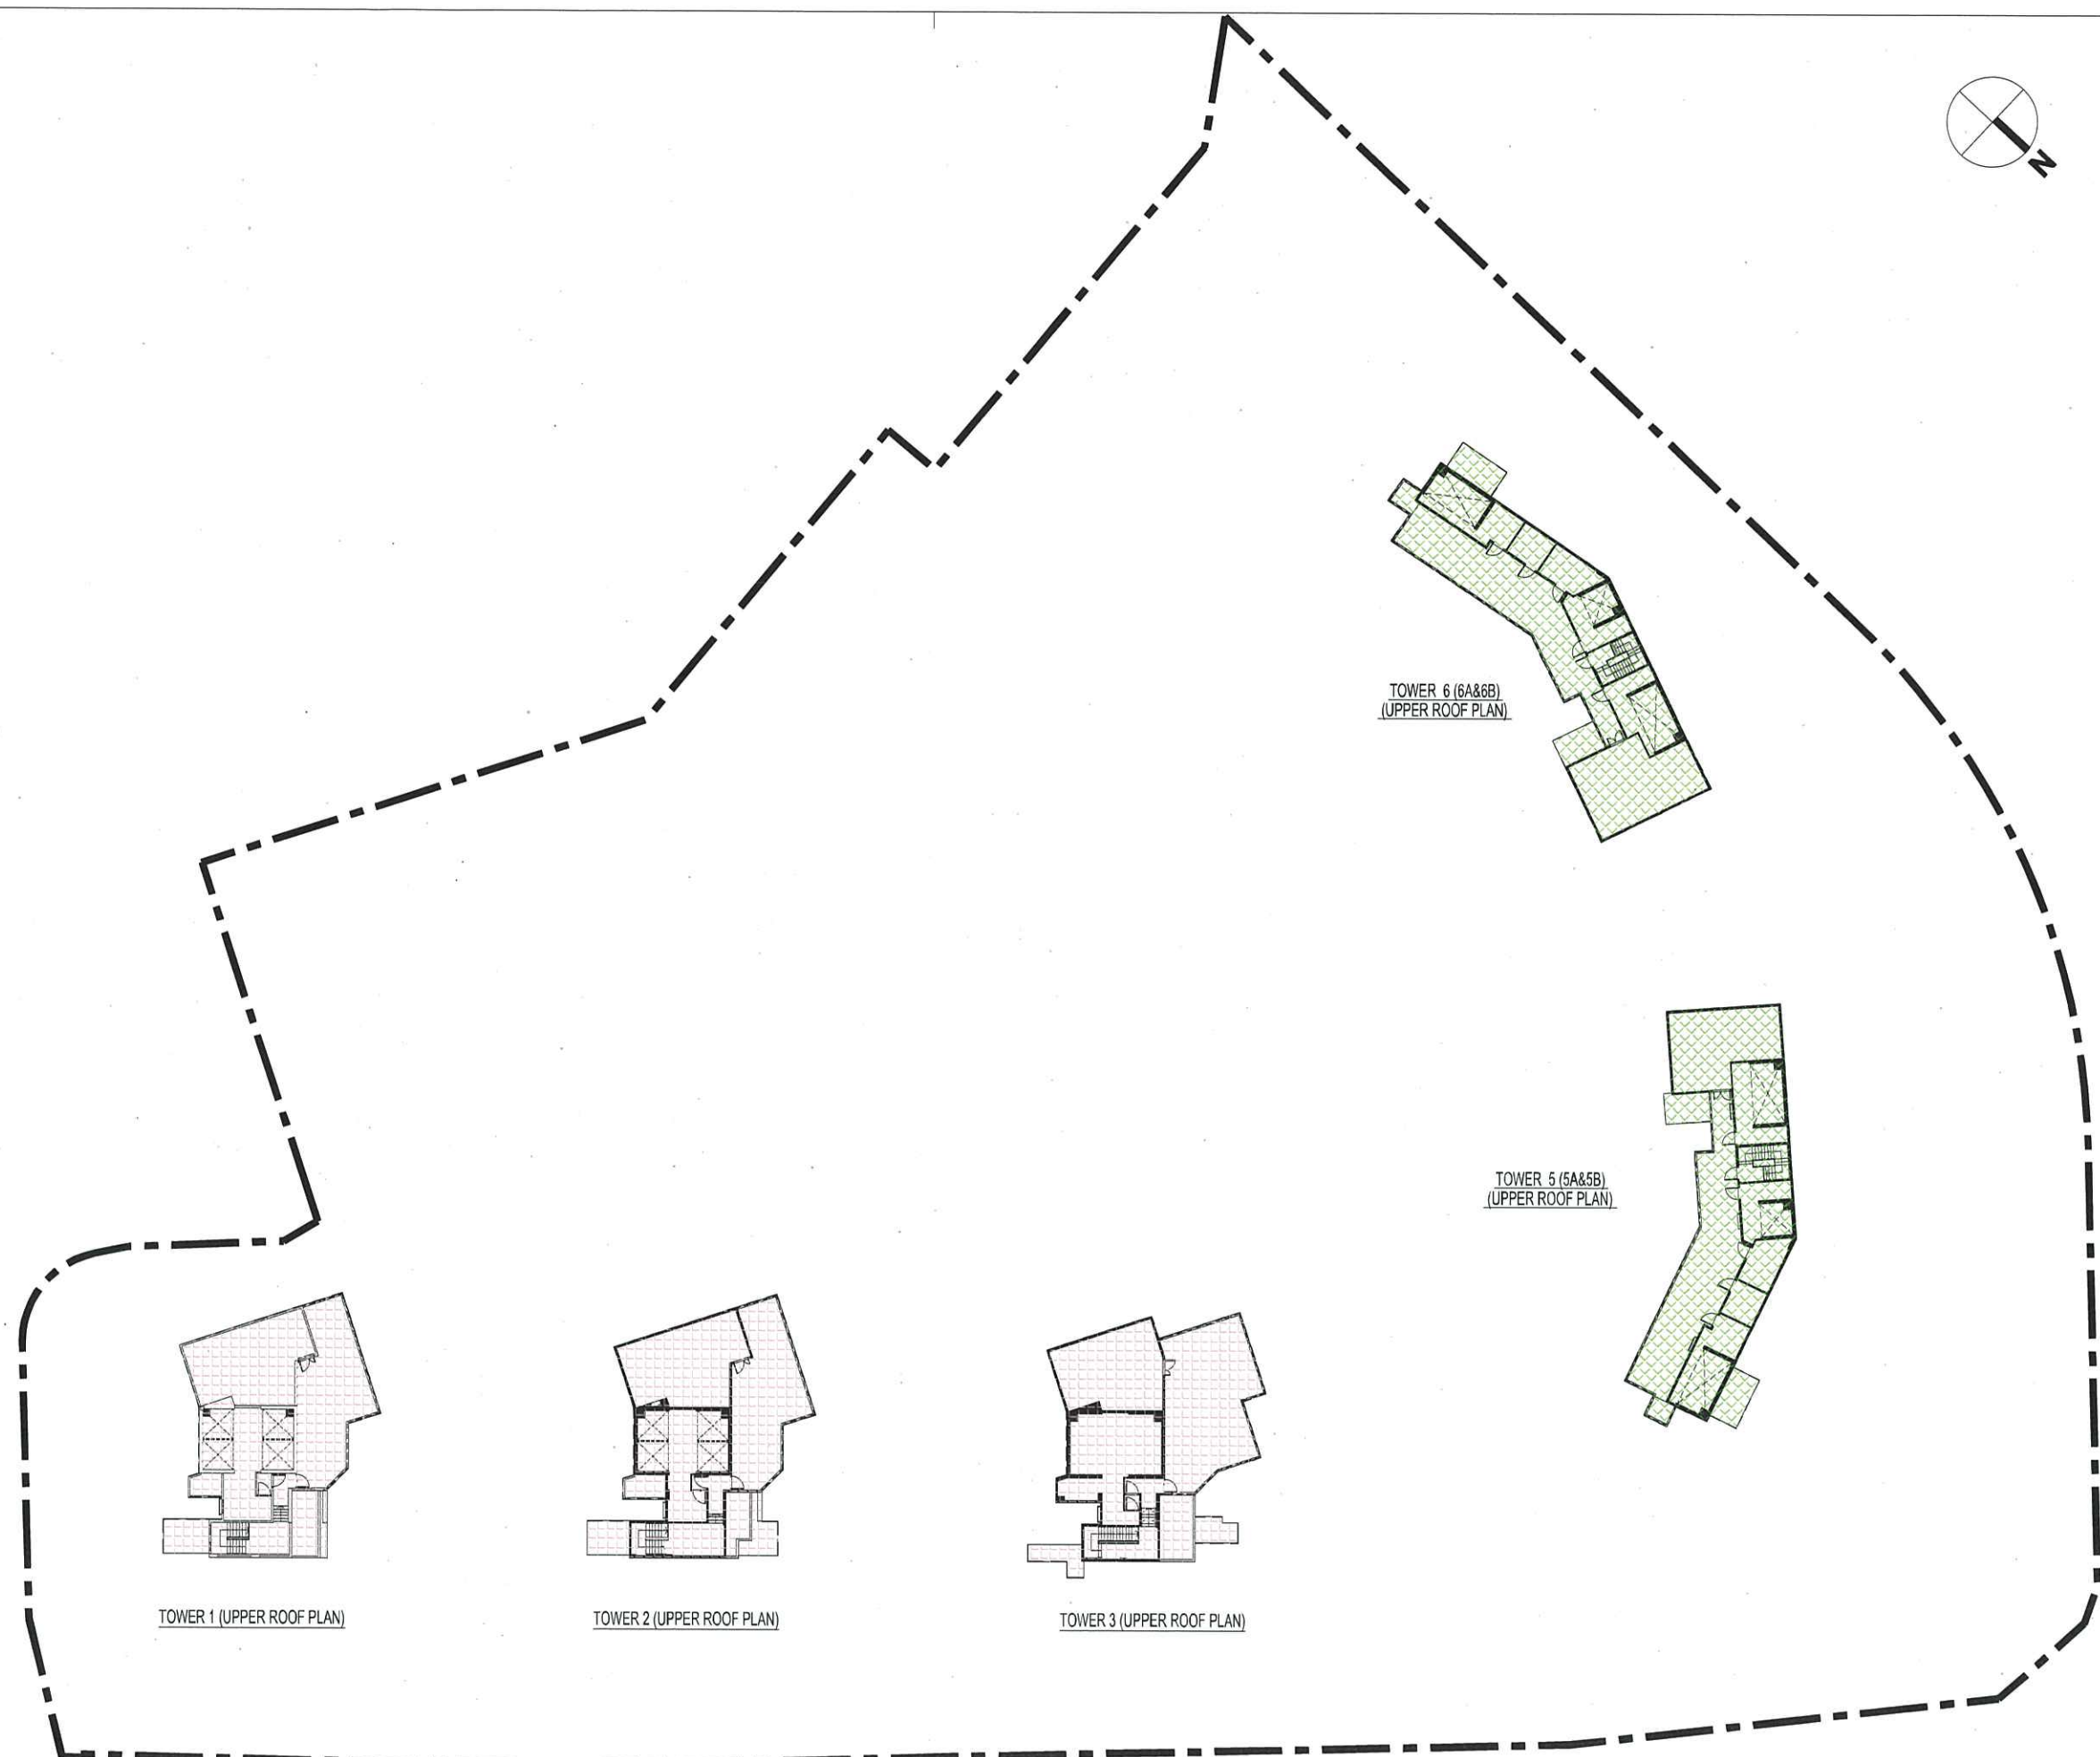 N
TOWER 6 (6A&6B)
(UPPER ROOF PLAN)
TOWER 5 (5A&5B)
(UPPER ROOF PLAN)
TOWER 1 (UPPER ROOF PLAN)
TOWER 2 (UPPER ROOF PLAN)
TOWER 3 (UPPER ROOF PLAN)